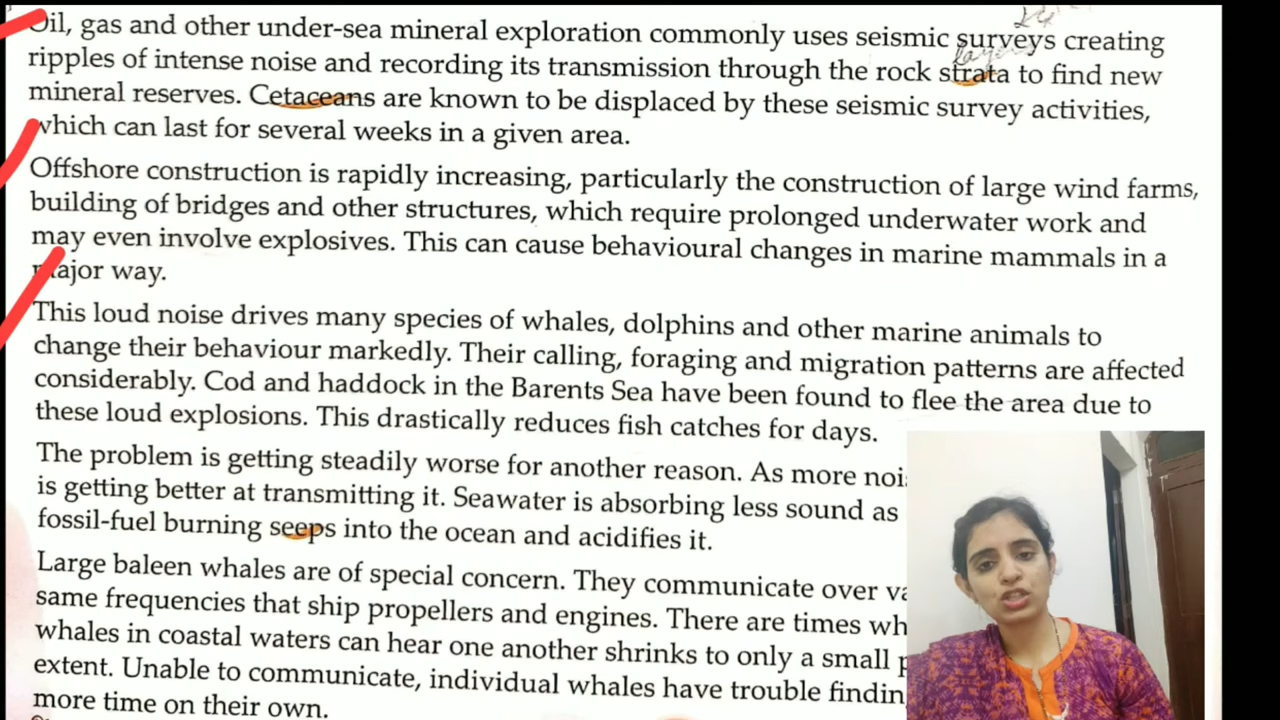 Oil, gas and other under-sea mineral exploration commonly uses seismic surveys creating
layers
ripples of intense noise and recording its transmission through the rock strata to find new
mineral reserves. Cetaceans are known to be displaced by these seismic survey activities,
which can last for several weeks in a given area.
Offshore construction is rapidly increasing, particularly the construction of large wind farms,
building of bridges and other structures, which require prolonged underwater work and
may even involve explosives. This can cause behavioural changes in marine mammals in a
major way.
This loud noise drives many species of whales, dolphins and other marine animals to
change their behaviour markedly. Their calling, foraging and migration patterns are affected
considerably. Cod and haddock in the Barents Sea have been found to flee the area due to
these loud explosions. This drastically reduces fish catches for days.
The problem is getting steadily worse for another reason. As more noi
is getting better at transmitting it. Seawater is absorbing less sound as
fossil-fuel burning seeps into the ocean and acidifies it.
Large baleen whales are of special concern. They communicate over va
same frequencies that ship propellers and engines. There are times wh
whales in coastal waters can hear one another shrinks to only a small p
extent. Unable to communicate, individual whales have trouble findin
more time on their own.